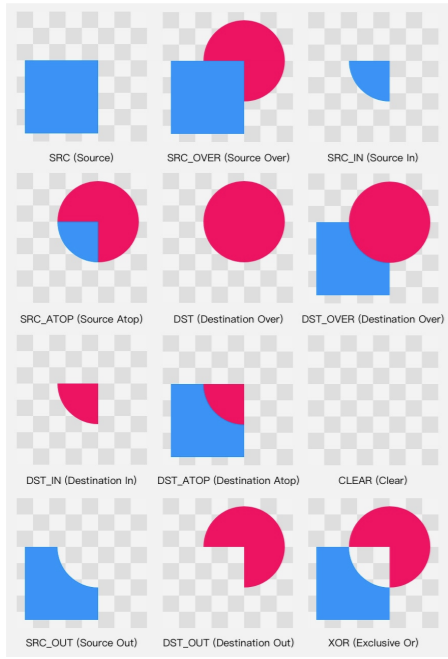 SRC (Source)
SRC_OVER (Source Over)
SRC_IN (Source In)
SRC_ATOP (Source Atop)
DST (Destination Over)
DST_OVER (Destination Over)
DST_IN (Destination In)
DST_ATOP (Destination Atop)
CLEAR (Clear)
SRC_OUT (Source Out)
DST_OUT (Destination Out)
XOR (Exclusive Or)